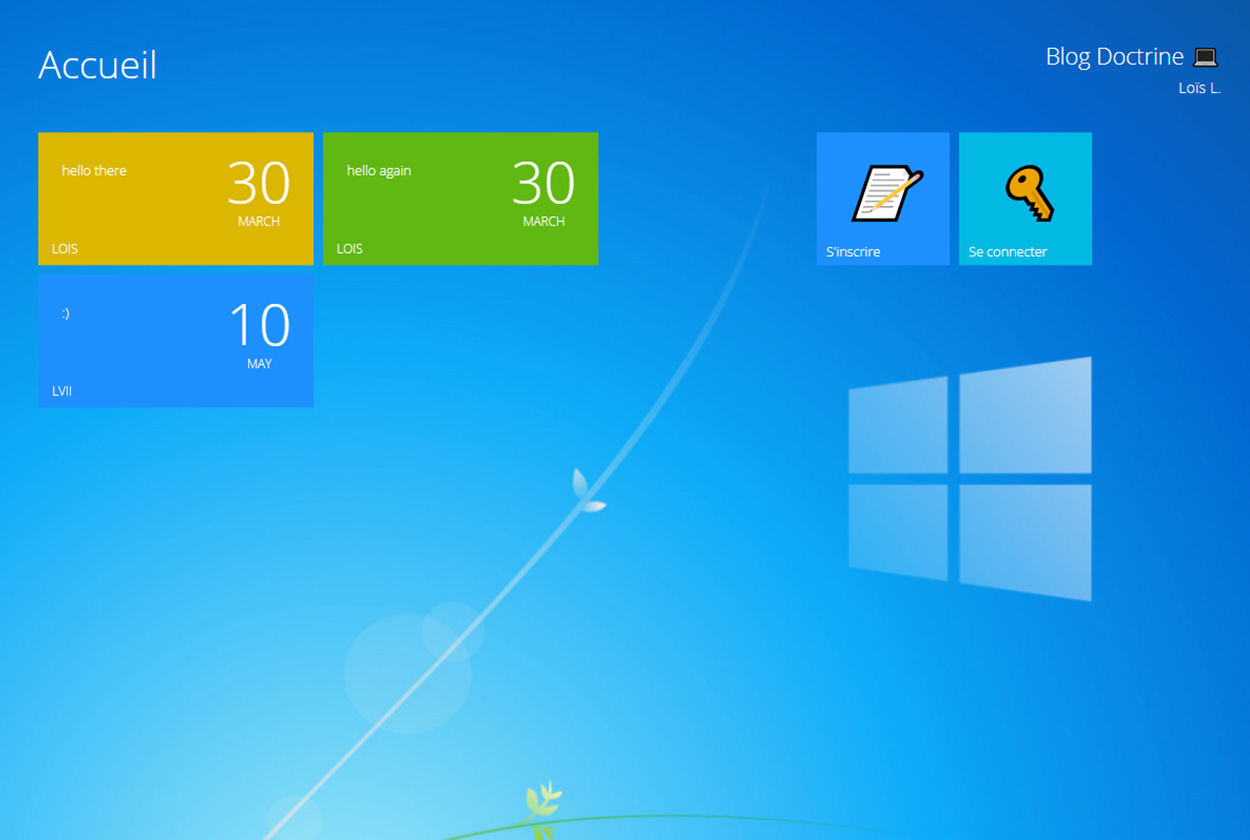 Accueil
Blog Doctrine
Loïs L.
hello there
30
MARCH
LOIS
hello again
30
MARCH
LOIS
S'inscrire
Se connecter
:)
10
MAY
LVII